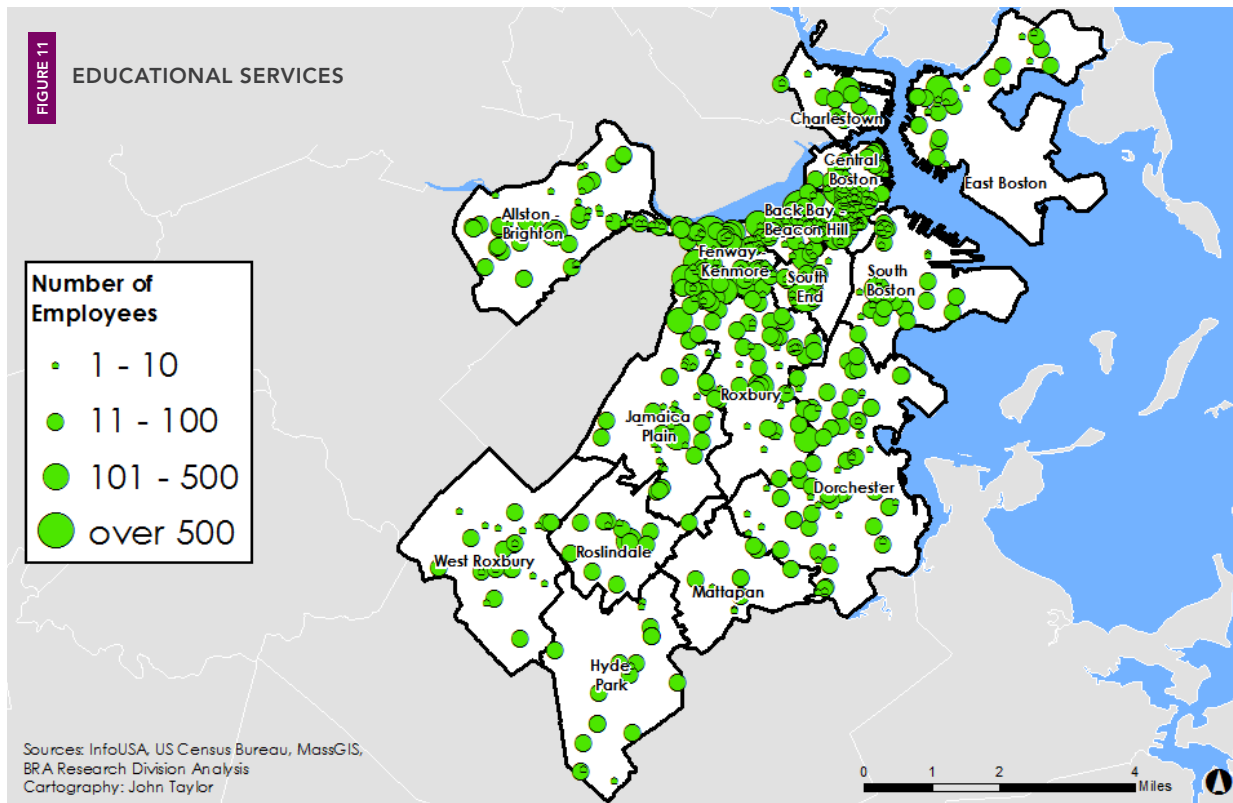 FIGURE 11
EDUCATIONAL SERVICES
Charlestown
Central
Boston
East Boston
Allston -
Brighton
Back Bay -
Beacon Hill
Fenway -
Kenmore
South
End
South
Boston
Number of
Employees
1 - 10
11 - 100
101 - 500
over 500
Roxbury
Jamaica
Plain
Dorchester
West Roxbury
Roslindale
Mattapan
Hyde
Park
Sources: InfoUSA, US Census Bureau, MassGIS,
BRA Research Division Analysis
Cartography: John Taylor
0 1 2 4
Miles